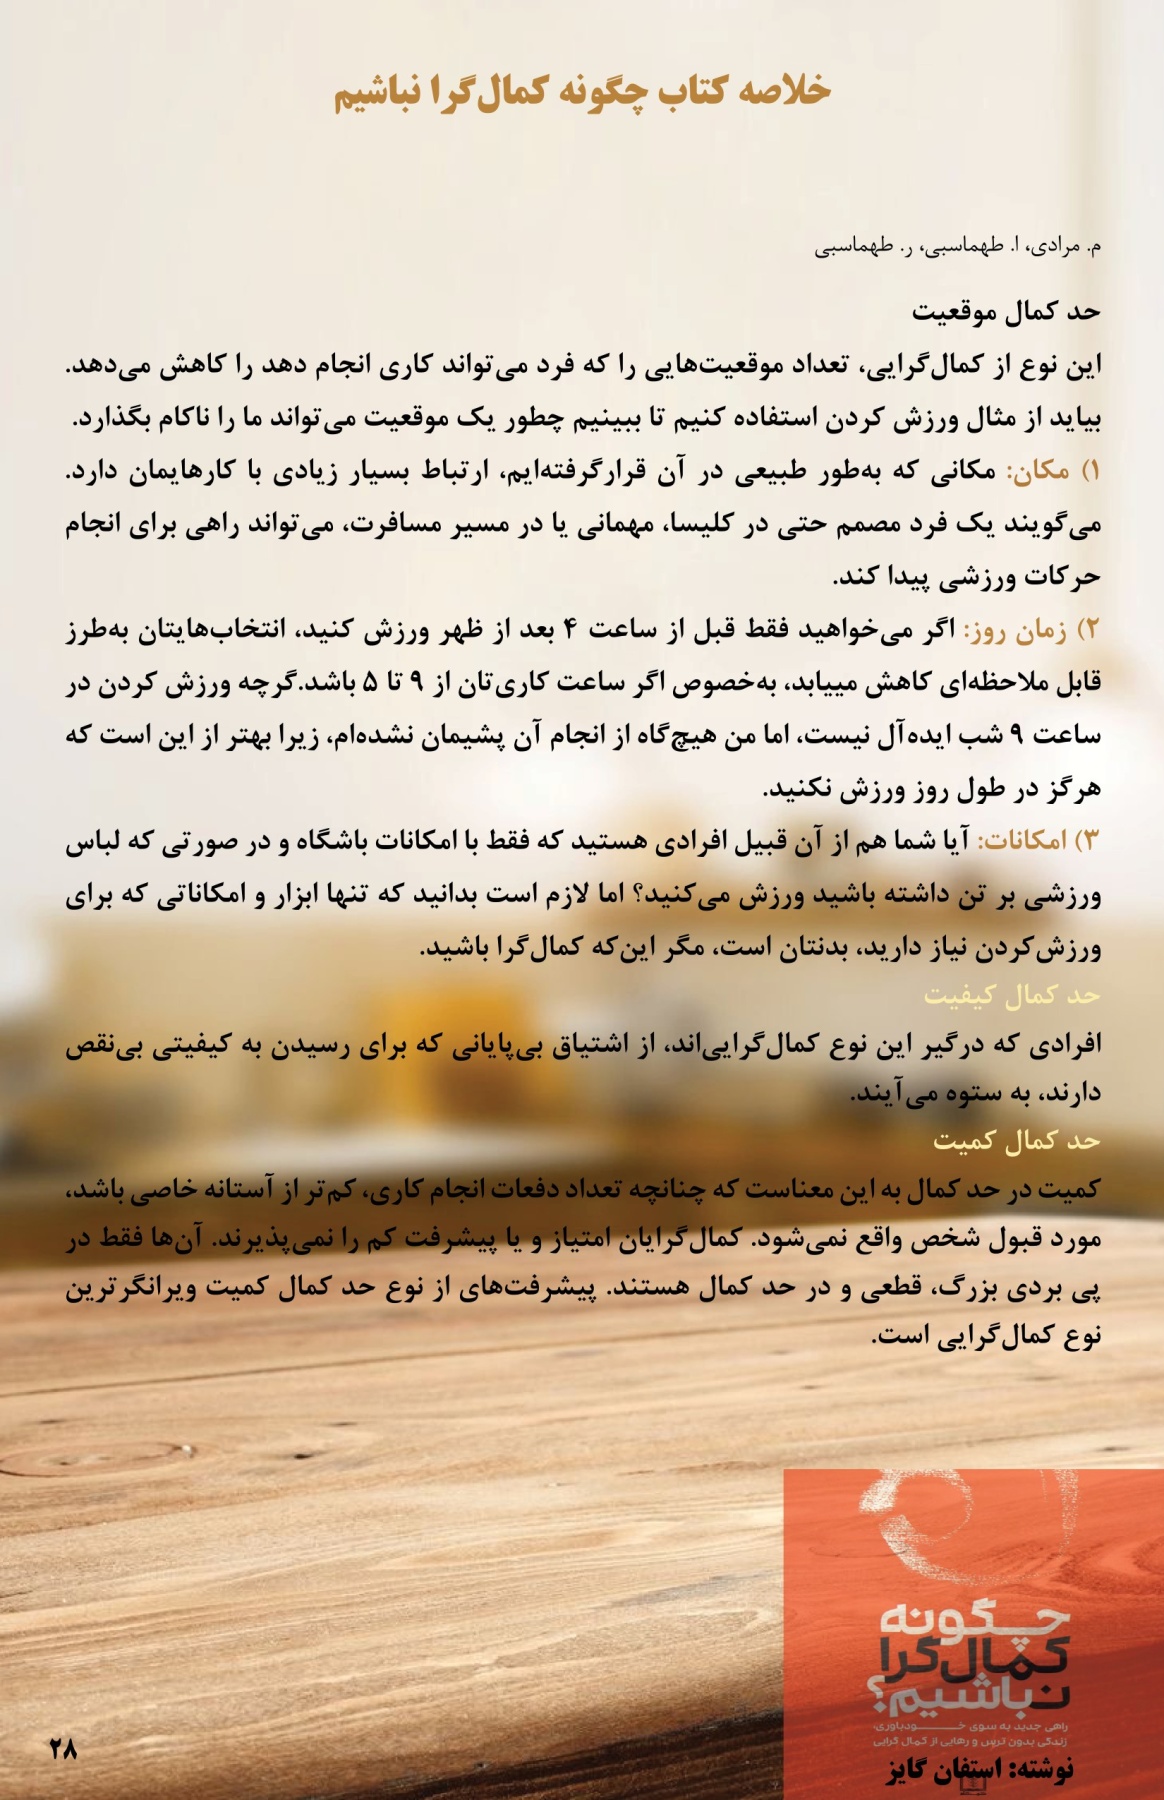 خلاصه کتاب چگونه کمال‌گرا نباشیم
م. مرادی، ا. طهماسبی، ر. طهماسبی
حد کمال موقعیت
این نوع از کمال‌گرایی، تعداد موقعیت‌هایی را که فرد می‌تواند کاری انجام دهد را کاهش می‌دهد.
بیاید از مثال ورزش کردن استفاده کنیم تا ببینیم چطور یک موقعیت می‌تواند ما را ناکام بگذارد.
۱) مکان: مکانی که به‌طور طبیعی در آن قرارگرفته‌ایم، ارتباط بسیار زیادی با کارهایمان دارد.
می‌گویند یک فرد مصمم حتی در کلیسا، مهمانی یا در مسیر مسافرت، می‌تواند راهی برای انجام
حرکات ورزشی پیدا کند.
۲) زمان روز: اگر می‌خواهید فقط قبل از ساعت ۴ بعد از ظهر ورزش کنید، انتخاب‌هایتان به‌طرز
قابل ملاحظه‌ای کاهش مییابد، به‌خصوص اگر ساعت کاری‌تان از ۹ تا ۵ باشد.گرچه ورزش کردن در
ساعت ۹ شب ایده‌آل نیست، اما من هیچ‌گاه از انجام آن پشیمان نشده‌ام، زیرا بهتر از این است که
هرگز در طول روز ورزش نکنید.
۳) امکانات: آیا شما هم از آن قبیل افرادی هستید که فقط با امکانات باشگاه و در صورتی که لباس
ورزشی بر تن داشته باشید ورزش می‌کنید؟ اما لازم است بدانید که تنها ابزار و امکاناتی که برای
ورزش‌کردن نیاز دارید، بدنتان است، مگر این‌که کمال‌گرا باشید.
حد کمال کیفیت
افرادی که درگیر این نوع کمال‌گرایی‌اند، از اشتیاق بی‌پایانی که برای رسیدن به کیفیتی بی‌نقص
دارند، به ستوه می‌آیند.
حد کمال کمیت
کمیت در حد کمال به این معناست که چنانچه تعداد دفعات انجام کاری، کم‌تر از آستانه خاصی باشد،
مورد قبول شخص واقع نمی‌شود. کمال‌گرایان امتیاز و یا پیشرفت کم را نمی‌پذیرند. آن‌ها فقط در
پی بردی بزرگ، قطعی و در حد کمال هستند. پیشرفت‌های از نوع حد کمال کمیت ویرانگرترین
نوع کمال‌گرایی است.
چگونه
کمال‌گرا
نباشیم؟
راهی جدید به سوی خودباوری،
زندگی بدون ترس و رهایی از کمال گرایی
نوشته: استفان گایز
۲۸